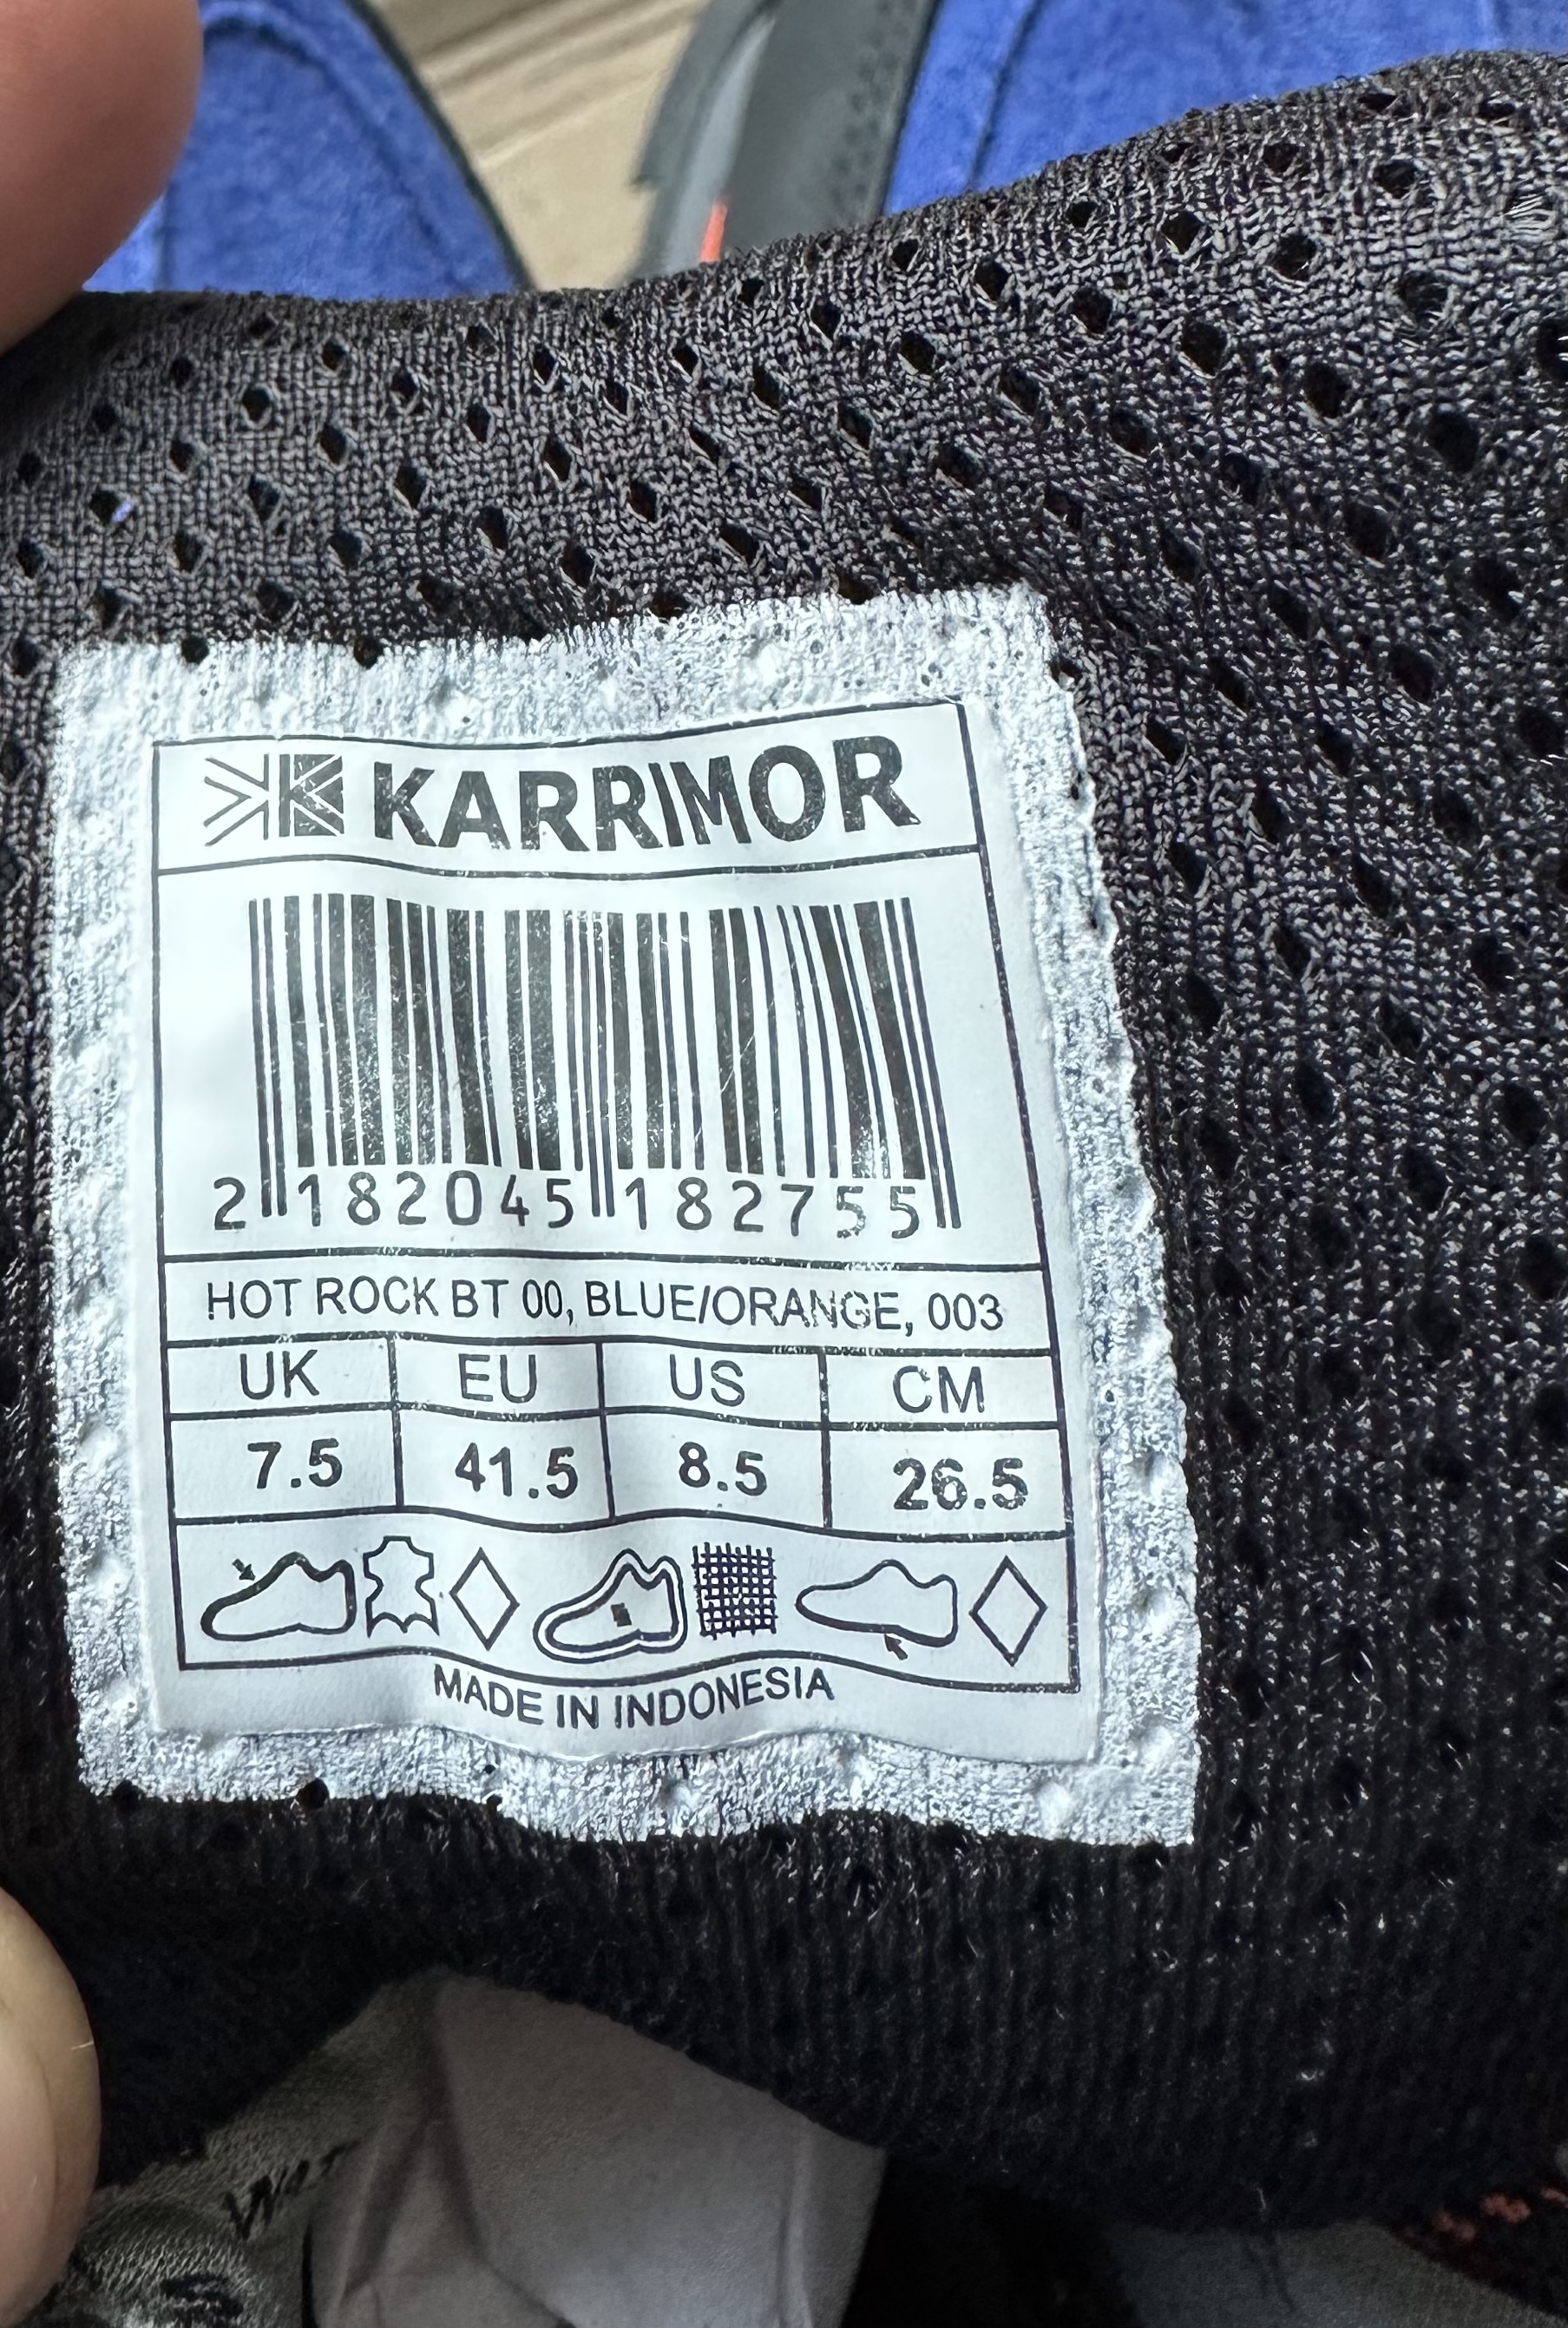 KARRIMOR
2 182045 182755
HOT ROCK BT 00, BLUE/ORANGE, 003
UK EU US CM
7.5 41.5 8.5 26.5
MADE IN INDONESIA